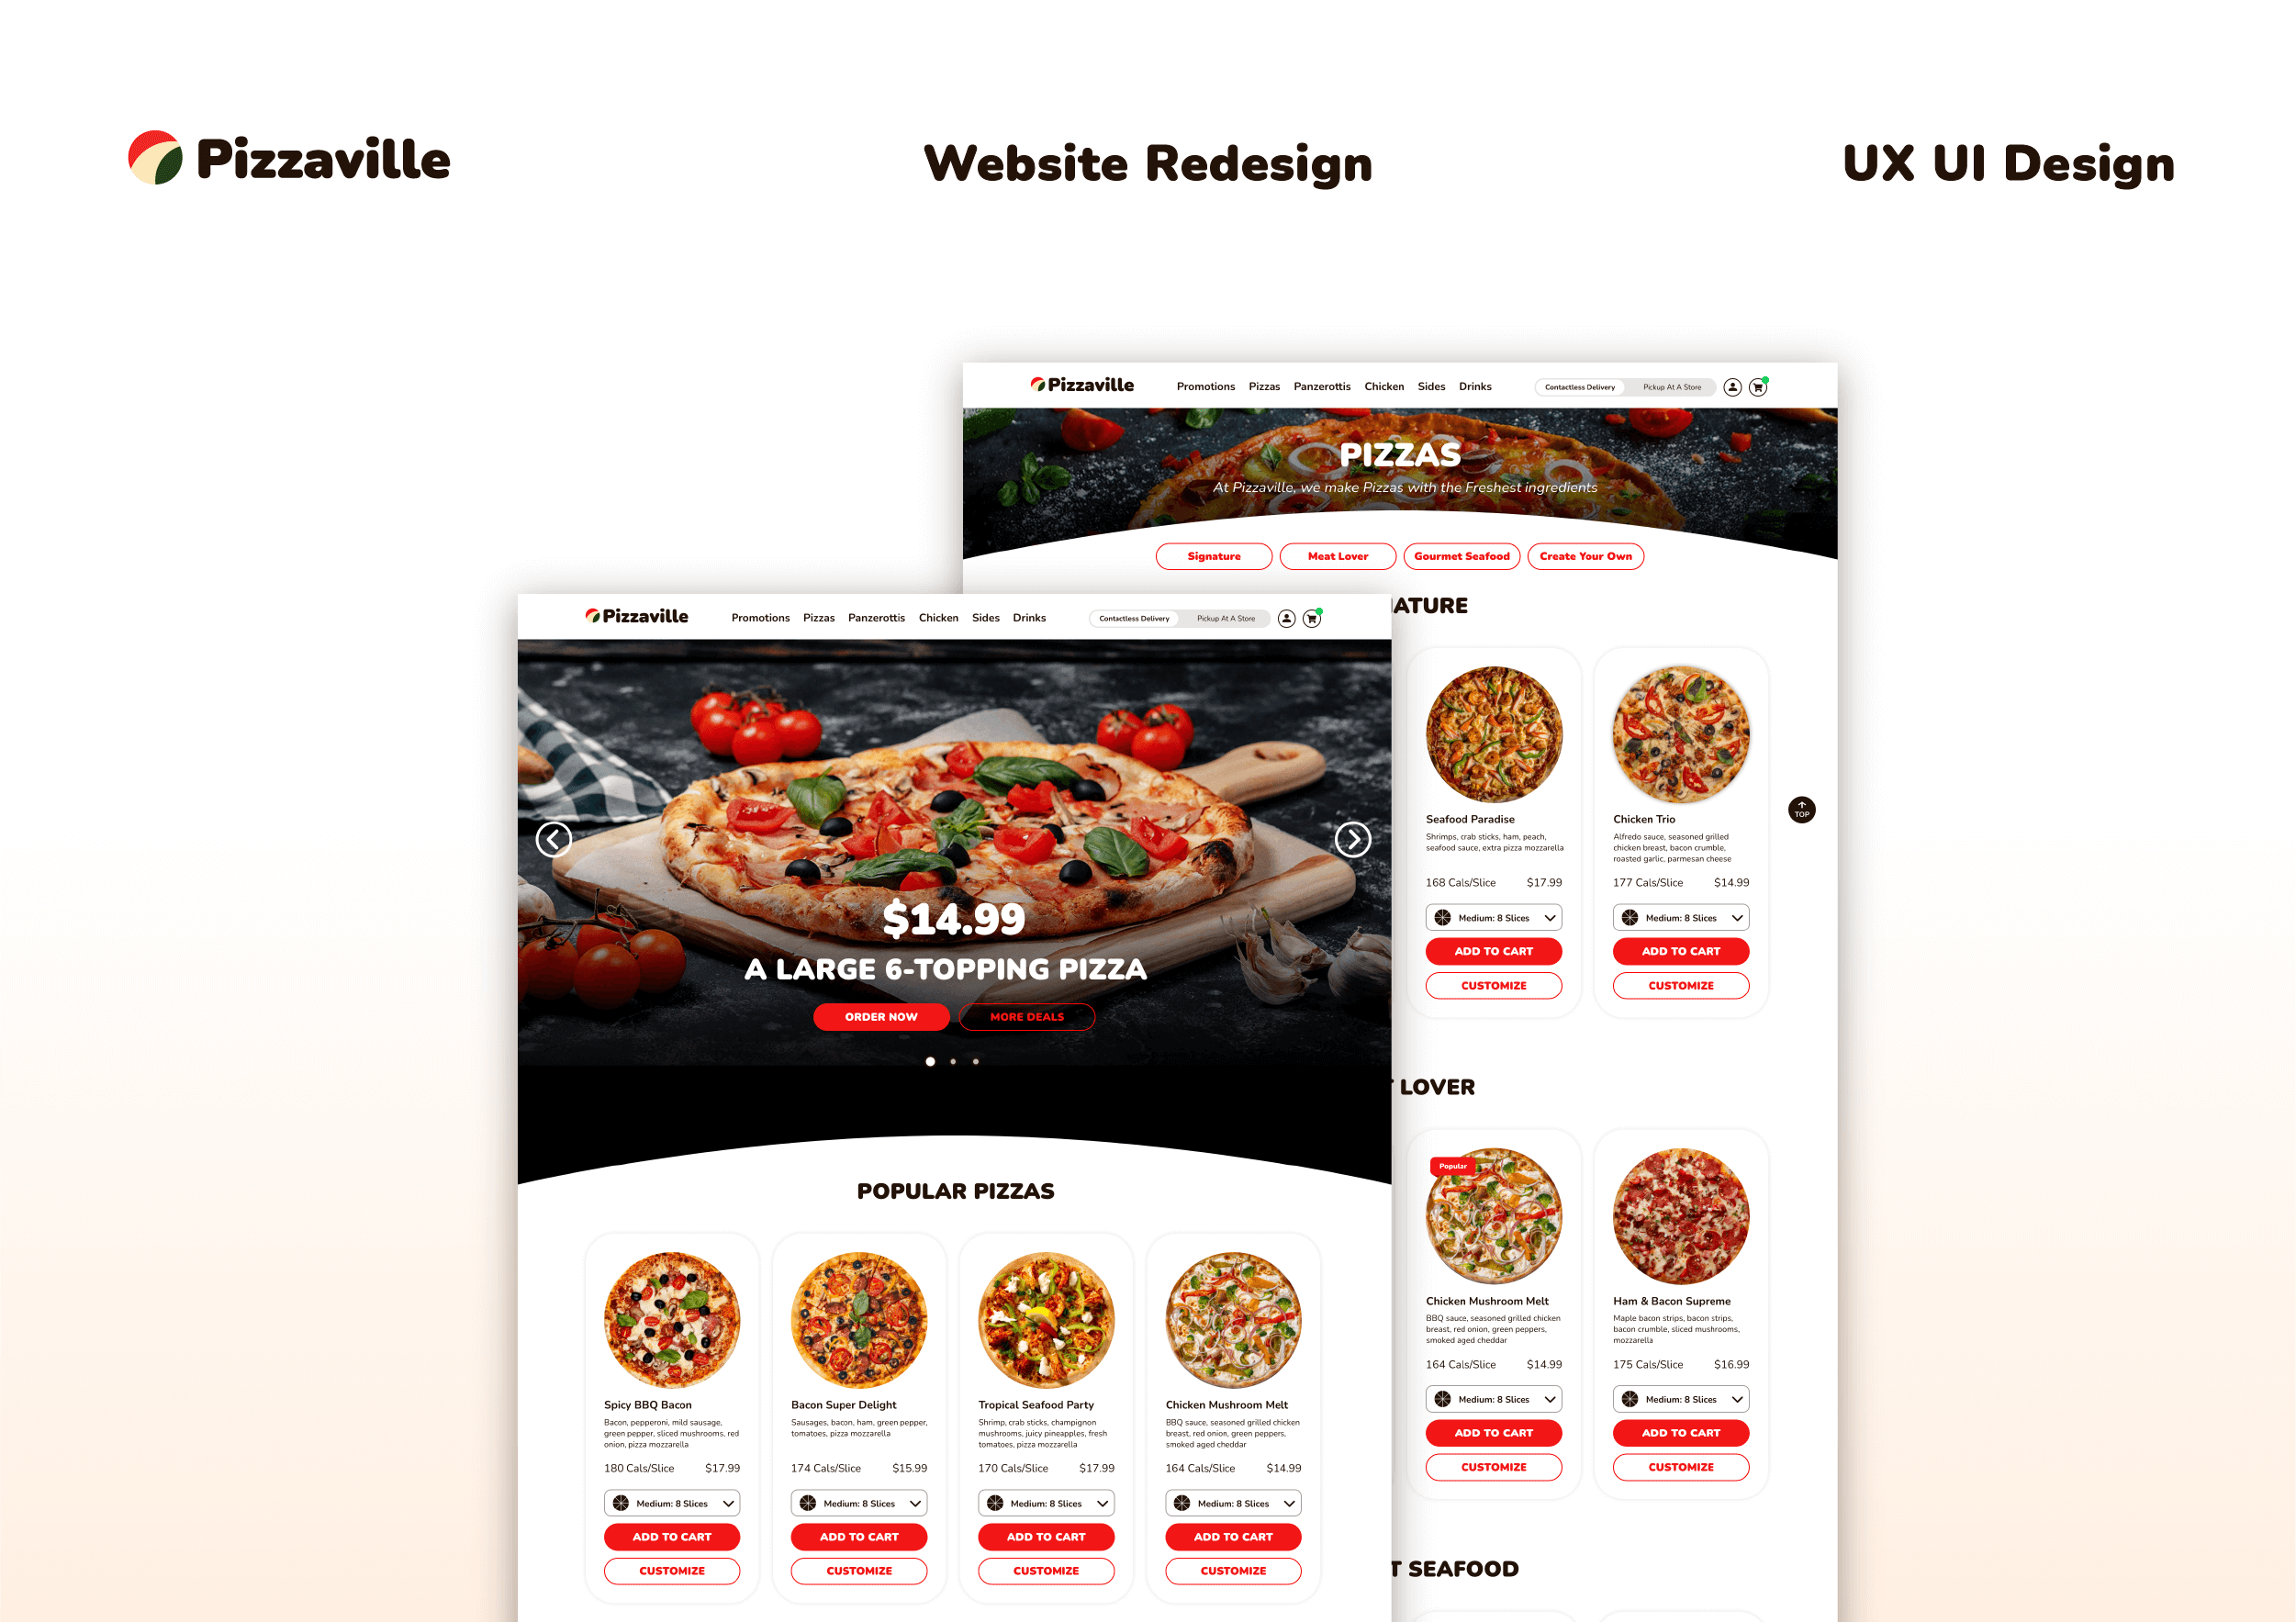 Pizzaville
Website Redesign
UX UI Design
Pizzaville
Promotions Pizzas Panzerottis Chicken Sides Drinks
Contactless Delivery Pickup At A Store
PIZZAS
At Pizzaville, we make Pizzas with the Freshest ingredients
Signature Meat Lover Gourmet Seafood Create Your Own
ATURE
Seafood Paradise
Shrimps, crab sticks, ham, peach,
seafood sauce, extra pizza mozzarella
168 Cals/Slice $17.99
Medium: 8 Slices
ADD TO CART
CUSTOMIZE
Chicken Trio
Alfredo sauce, seasoned grilled
chicken breast, bacon crumble,
roasted garlic, parmesan cheese
177 Cals/Slice $14.99
Medium: 8 Slices
ADD TO CART
CUSTOMIZE
TOP
LOVER
Popular
Chicken Mushroom Melt
BBQ sauce, seasoned grilled chicken
breast, red onion, green peppers,
smoked aged cheddar
164 Cals/Slice $14.99
Medium: 8 Slices
ADD TO CART
CUSTOMIZE
Ham & Bacon Supreme
Maple bacon strips, bacon strips,
bacon crumble, sliced mushrooms,
mozzarella
175 Cals/Slice $16.99
Medium: 8 Slices
ADD TO CART
CUSTOMIZE
T SEAFOOD
Pizzaville
Promotions Pizzas Panzerottis Chicken Sides Drinks
Contactless Delivery Pickup At A Store
$14.99
A LARGE 6-TOPPING PIZZA
ORDER NOW MORE DEALS
POPULAR PIZZAS
Spicy BBQ Bacon
Bacon, pepperoni, mild sausage,
green pepper, sliced mushrooms, red
onion, pizza mozzarella
180 Cals/Slice $17.99
Medium: 8 Slices
ADD TO CART
CUSTOMIZE
Bacon Super Delight
Sausages, bacon, ham, green pepper,
tomatoes, pizza mozzarella
174 Cals/Slice $15.99
Medium: 8 Slices
ADD TO CART
CUSTOMIZE
Tropical Seafood Party
Shrimp, crab sticks, champignon
mushrooms, juicy pineapples, fresh
tomatoes, pizza mozzarella
170 Cals/Slice $17.99
Medium: 8 Slices
ADD TO CART
CUSTOMIZE
Chicken Mushroom Melt
BBQ sauce, seasoned grilled chicken
breast, red onion, green peppers,
smoked aged cheddar
164 Cals/Slice $14.99
Medium: 8 Slices
ADD TO CART
CUSTOMIZE